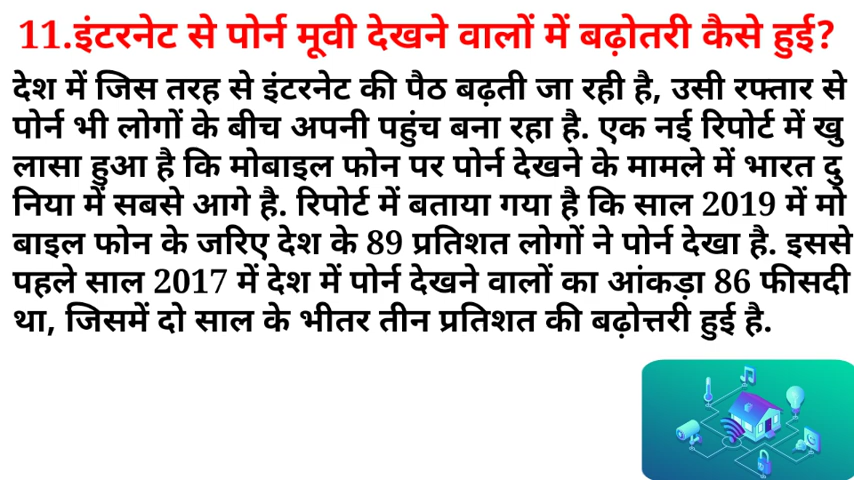 11.इंटरनेट से पोर्न मूवी देखने वालों में बढ़ोतरी कैसे हुई?
देश में जिस तरह से इंटरनेट की पैठ बढ़ती जा रही है, उसी रफ्तार से
पोर्न भी लोगों के बीच अपनी पहुंच बना रहा है. एक नई रिपोर्ट में खु
लासा हुआ है कि मोबाइल फोन पर पोर्न देखने के मामले में भारत दु
निया में सबसे आगे है. रिपोर्ट में बताया गया है कि साल 2019 में मो
बाइल फोन के जरिए देश के 89 प्रतिशत लोगों ने पोर्न देखा है. इससे
पहले साल 2017 में देश में पोर्न देखने वालों का आंकड़ा 86 फीसदी
था, जिसमें दो साल के भीतर तीन प्रतिशत की बढ़ोत्तरी हुई है.